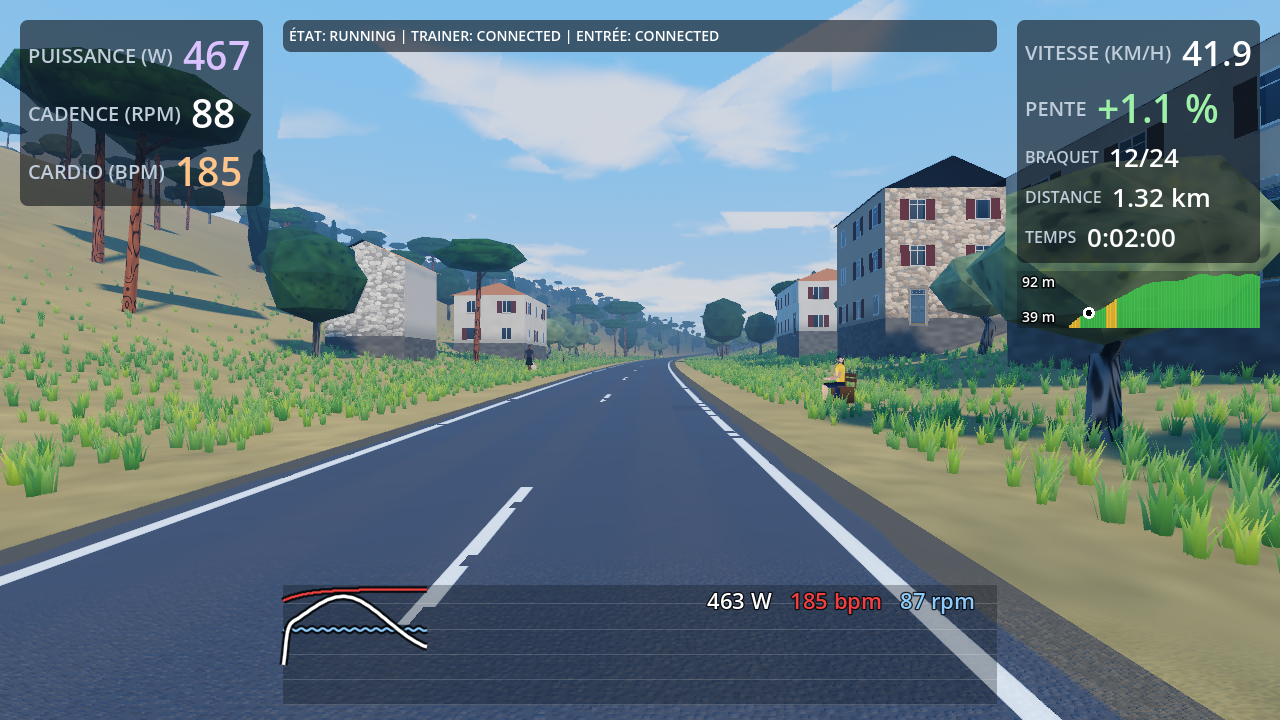 PUISSANCE (W) 467
CADENCE (RPM) 88
CARDIO (BPM) 185
ÉTAT: RUNNING | TRAINER: CONNECTED | ENTRÉE: CONNECTED
VITESSE (KM/H) 41.9
PENTE +1.1 %
BRAQUET 12/24
DISTANCE 1.32 km
TEMPS 0:02:00
92 m
39 m
463 W 185 bpm 87 rpm